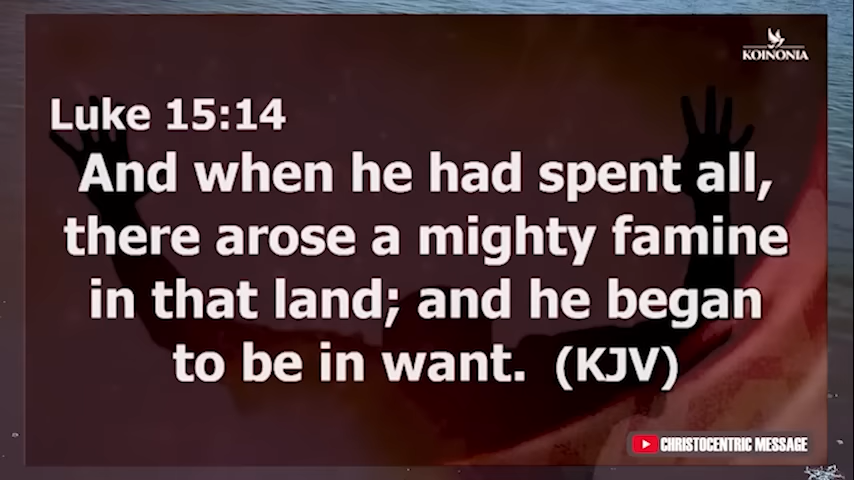 KOINONIA
Luke 15:14
And when he had spent all,
there arose a mighty famine
in that land; and he began
to be in want. (KJV)
CHRISTOCENTRIC MESSAGE